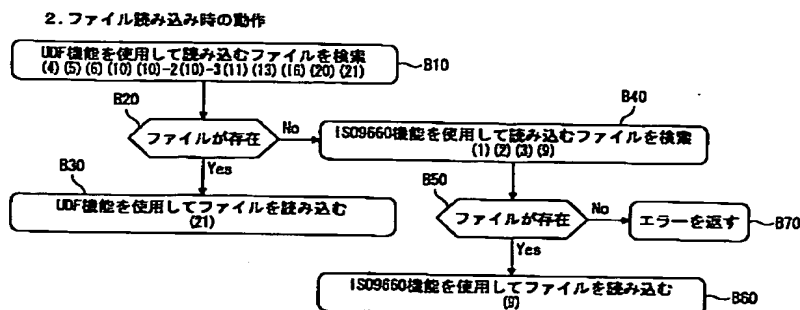 2.ファイル読み込み時の動作
UDF機能を使用して読み込むファイルを検索
(4)(5)(6)(10)(10)-2(10)-3(11)(13)(16)(20)(21)
B10
B20
ファイルが存在
No
Yes
B40
ISO9660機能を使用して読み込むファイルを検索
(1)(2)(3)(9)
B30
UDF機能を使用してファイルを読み込む
(21)
B50
ファイルが存在
No
Yes
エラーを返す
B70
ISO9660機能を使用してファイルを読み込む
(9)
B60